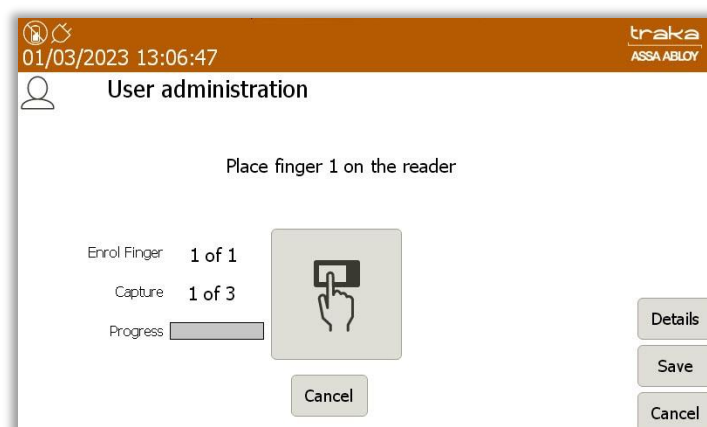 traka
01/03/2023 13:06:47
ASSA ABLOY
User administration
Place finger 1 on the reader
Enrol Finger 1 of 1
Capture 1 of 3
Progress
Cancel
Details
Save
Cancel